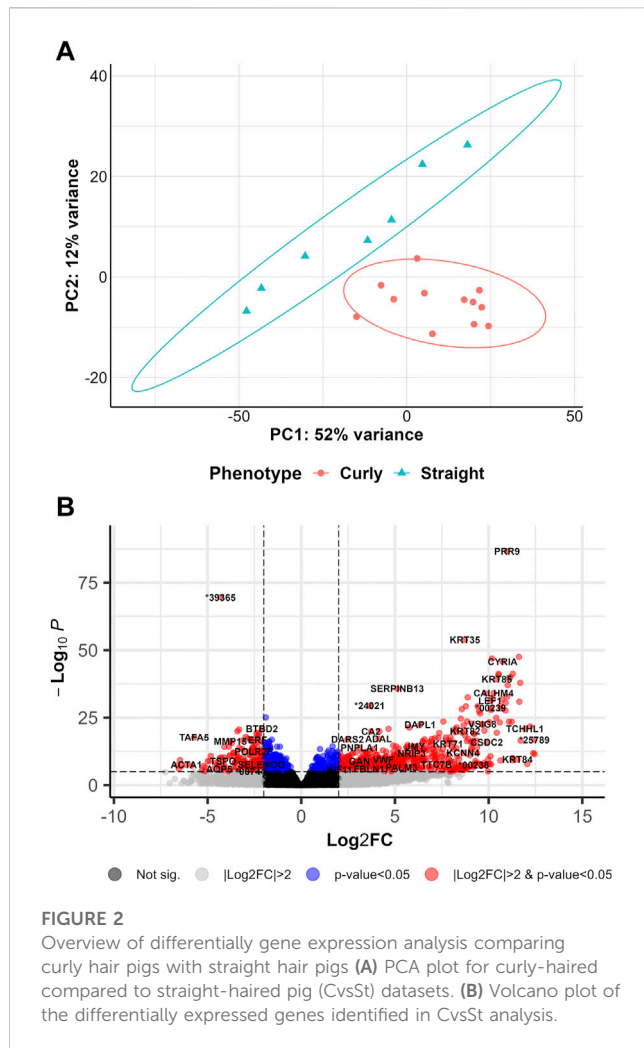 A
40
20
0
-20
PC2: 12% variance
-50
0
50
PC1: 52% variance
Phenotype Curly Straight
B
75
50
25
0
- Log10 P
PRR9
*39365
KRT35
CYRIA
KRT86
SERPINB13
CALHM4
LEF1
*24021
*00239
DAPL1
VSIG8
TCHHL1
BTBD2
CA2
KRT82
TAFA5
MMP15
ERF
DARS2
ADAL
KRT71
CSDC2
*25789
PNPLA1
JMY
POLR2F
NRIP3
KCNN4
TSPO
VWF
KRT84
ACTA1
TTC7B
*00238
-10
-5
0
5
10
Log2FC
Not sig. |Log2FC|>2 p-value<0.05 |Log2FC|>2 & p-value<0.05
FIGURE 2
Overview of differentially gene expression analysis comparing
curly hair pigs with straight hair pigs (A) PCA plot for curly-haired
compared to straight-haired pig (CvsSt) datasets. (B) Volcano plot of
the differentially expressed genes identified in CvsSt analysis.